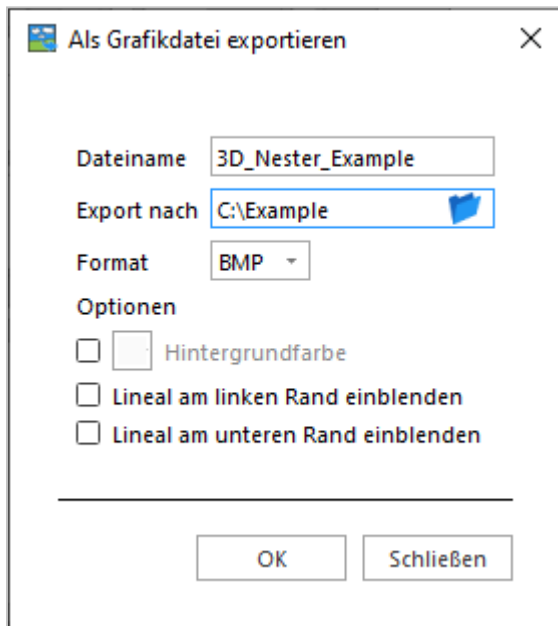 Als Grafikdatei exportieren
Dateiname 3D_Nester_Example
Export nach C:\Example
Format BMP
Optionen
Hintergrundfarbe
Lineal am linken Rand einblenden
Lineal am unteren Rand einblenden
OK Schließen